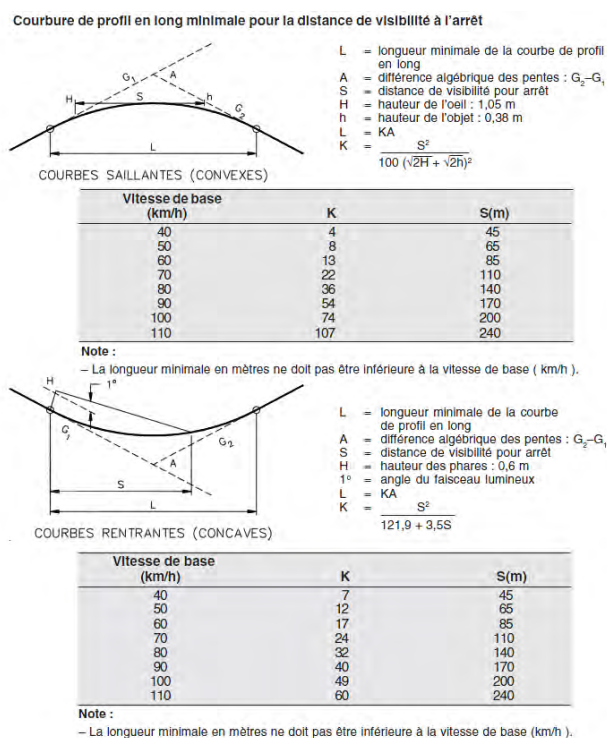 Courbure de profil en long minimale pour la distance de visibilité à l'arrêt
G₁
A
H
S
h
G₂
L
COURBES SAILLANTES (CONVEXES)
L = longueur minimale de la courbe de profil
en long
A = différence algébrique des pentes : G₂–G₁
S = distance de visibilité pour arrêt
H = hauteur de l'oeil : 1,05 m
h = hauteur de l'objet : 0,38 m
L = KA
K = S²
100 (√2H + √2h)²
Vitesse de base
(km/h) K S(m)
40 4 45
50 8 65
60 13 85
70 22 110
80 36 140
90 54 170
100 74 200
110 107 240
Note :
– La longueur minimale en mètres ne doit pas être inférieure à la vitesse de base ( km/h ).
H
1°
G₁
G₂
A
S
L
COURBES RENTRANTES (CONCAVES)
L = longueur minimale de la courbe
de profil en long
A = différence algébrique des pentes : G₂–G₁
S = distance de visibilité pour arrêt
H = hauteur des phares : 0,6 m
1° = angle du faisceau lumineux
L = KA
K = S²
121,9 + 3,5S
Vitesse de base
(km/h) K S(m)
40 7 45
50 12 65
60 17 85
70 24 110
80 32 140
90 40 170
100 49 200
110 60 240
Note :
– La longueur minimale en mètres ne doit pas être inférieure à la vitesse de base (km/h ).